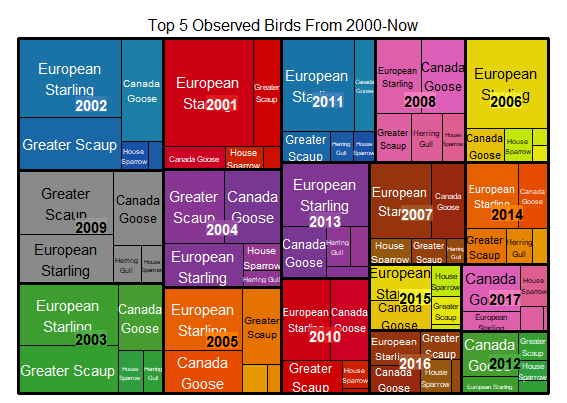 Top 5 Observed Birds From 2000-Now
European
Starling
2002
Canada
Goose
Greater Scaup
House
Sparrow
European
Starling
2001
Greater
Scaup
Canada Goose
House
Sparrow
European
Starling
2011
Canada
Goose
Greater
Scaup
Herring
Gull
House
Sparrow
European
Starling
2008
Canada
Goose
Greater
Scaup
Herring
Gull
House
Sparrow
European
Starling
2006
Canada
Goose
House
Sparrow
Greater
Scaup
2009
Canada
Goose
European
Starling
Herring
Gull
House
Sparrow
Greater
Scaup
2004
Canada
Goose
European
Starling
House
Sparrow
Herring Gull
European
Starling
2013
Canada
Goose
Herring
Gull
European
Starling
2007
Canada
Goose
House
Sparrow
Greater
Scaup
Herring
Gull
European
Starling
2014
Canada
Goose
Greater
Scaup
Herring
Gull
European
Starling
2003
Canada
Goose
Greater Scaup
House
Sparrow
Herring
Gull
European
Starling
2005
Greater
Scaup
Canada
Goose
European
Starling
2010
Canada
Goose
Greater
Scaup
House
Sparrow
European
Starling
2015
House
Sparrow
Canada
Goose
Greater
Scaup
Canada
Goose
2017
House
Sparrow
European
Starling
European
Starling
2016
Greater
Scaup
Canada
Goose
House
Sparrow
Canada
Goose
2012
Greater
Scaup
House
Sparrow
European Starling